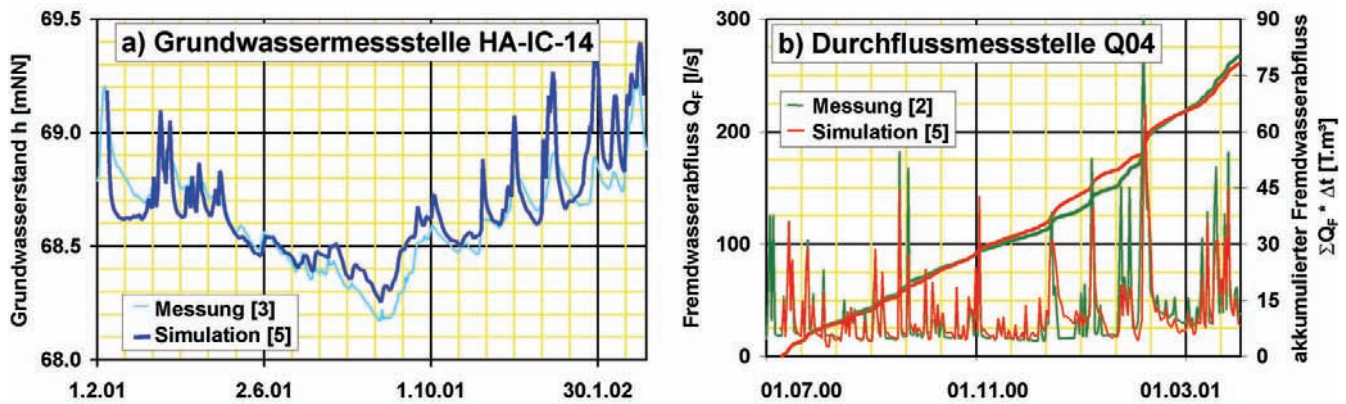 a) Grundwassermessstelle HA-IC-14
Grundwasserstand h [mNN]
69.5
69.0
68.5
68.0
Messung [3]
Simulation [5]
1.2.01
2.6.01
1.10.01
30.1.02
b) Durchflussmessstelle Q04
Fremdwasserabfluss Q_F [l/s]
300
250
200
150
100
50
0
Messung [2]
Simulation [5]
90
75
60
45
30
15
0
akkumulierter Fremdwasserabfluss
ΣQ_F * Δt [T.m³]
01.07.00
01.11.00
01.03.01